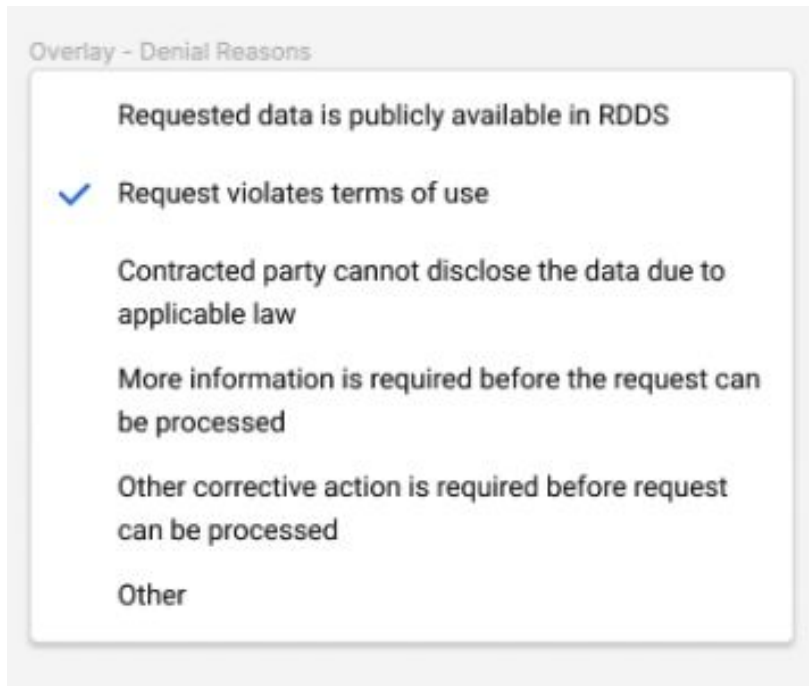 Overlay - Denial Reasons
Requested data is publicly available in RDDS
Request violates terms of use
Contracted party cannot disclose the data due to
applicable law
More information is required before the request can
be processed
Other corrective action is required before request
can be processed
Other